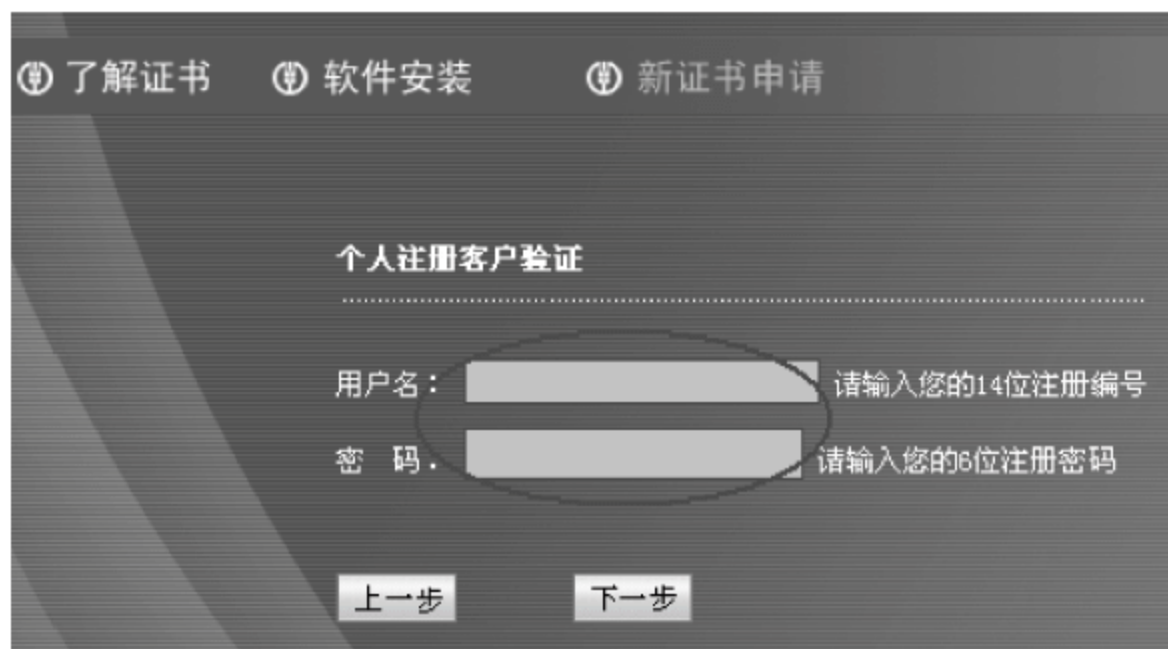 了解证书 软件安装 新证书申请
个人注册客户验证
用户名： 请输入您的14位注册编号
密 码： 请输入您的6位注册密码
上一步 下一步